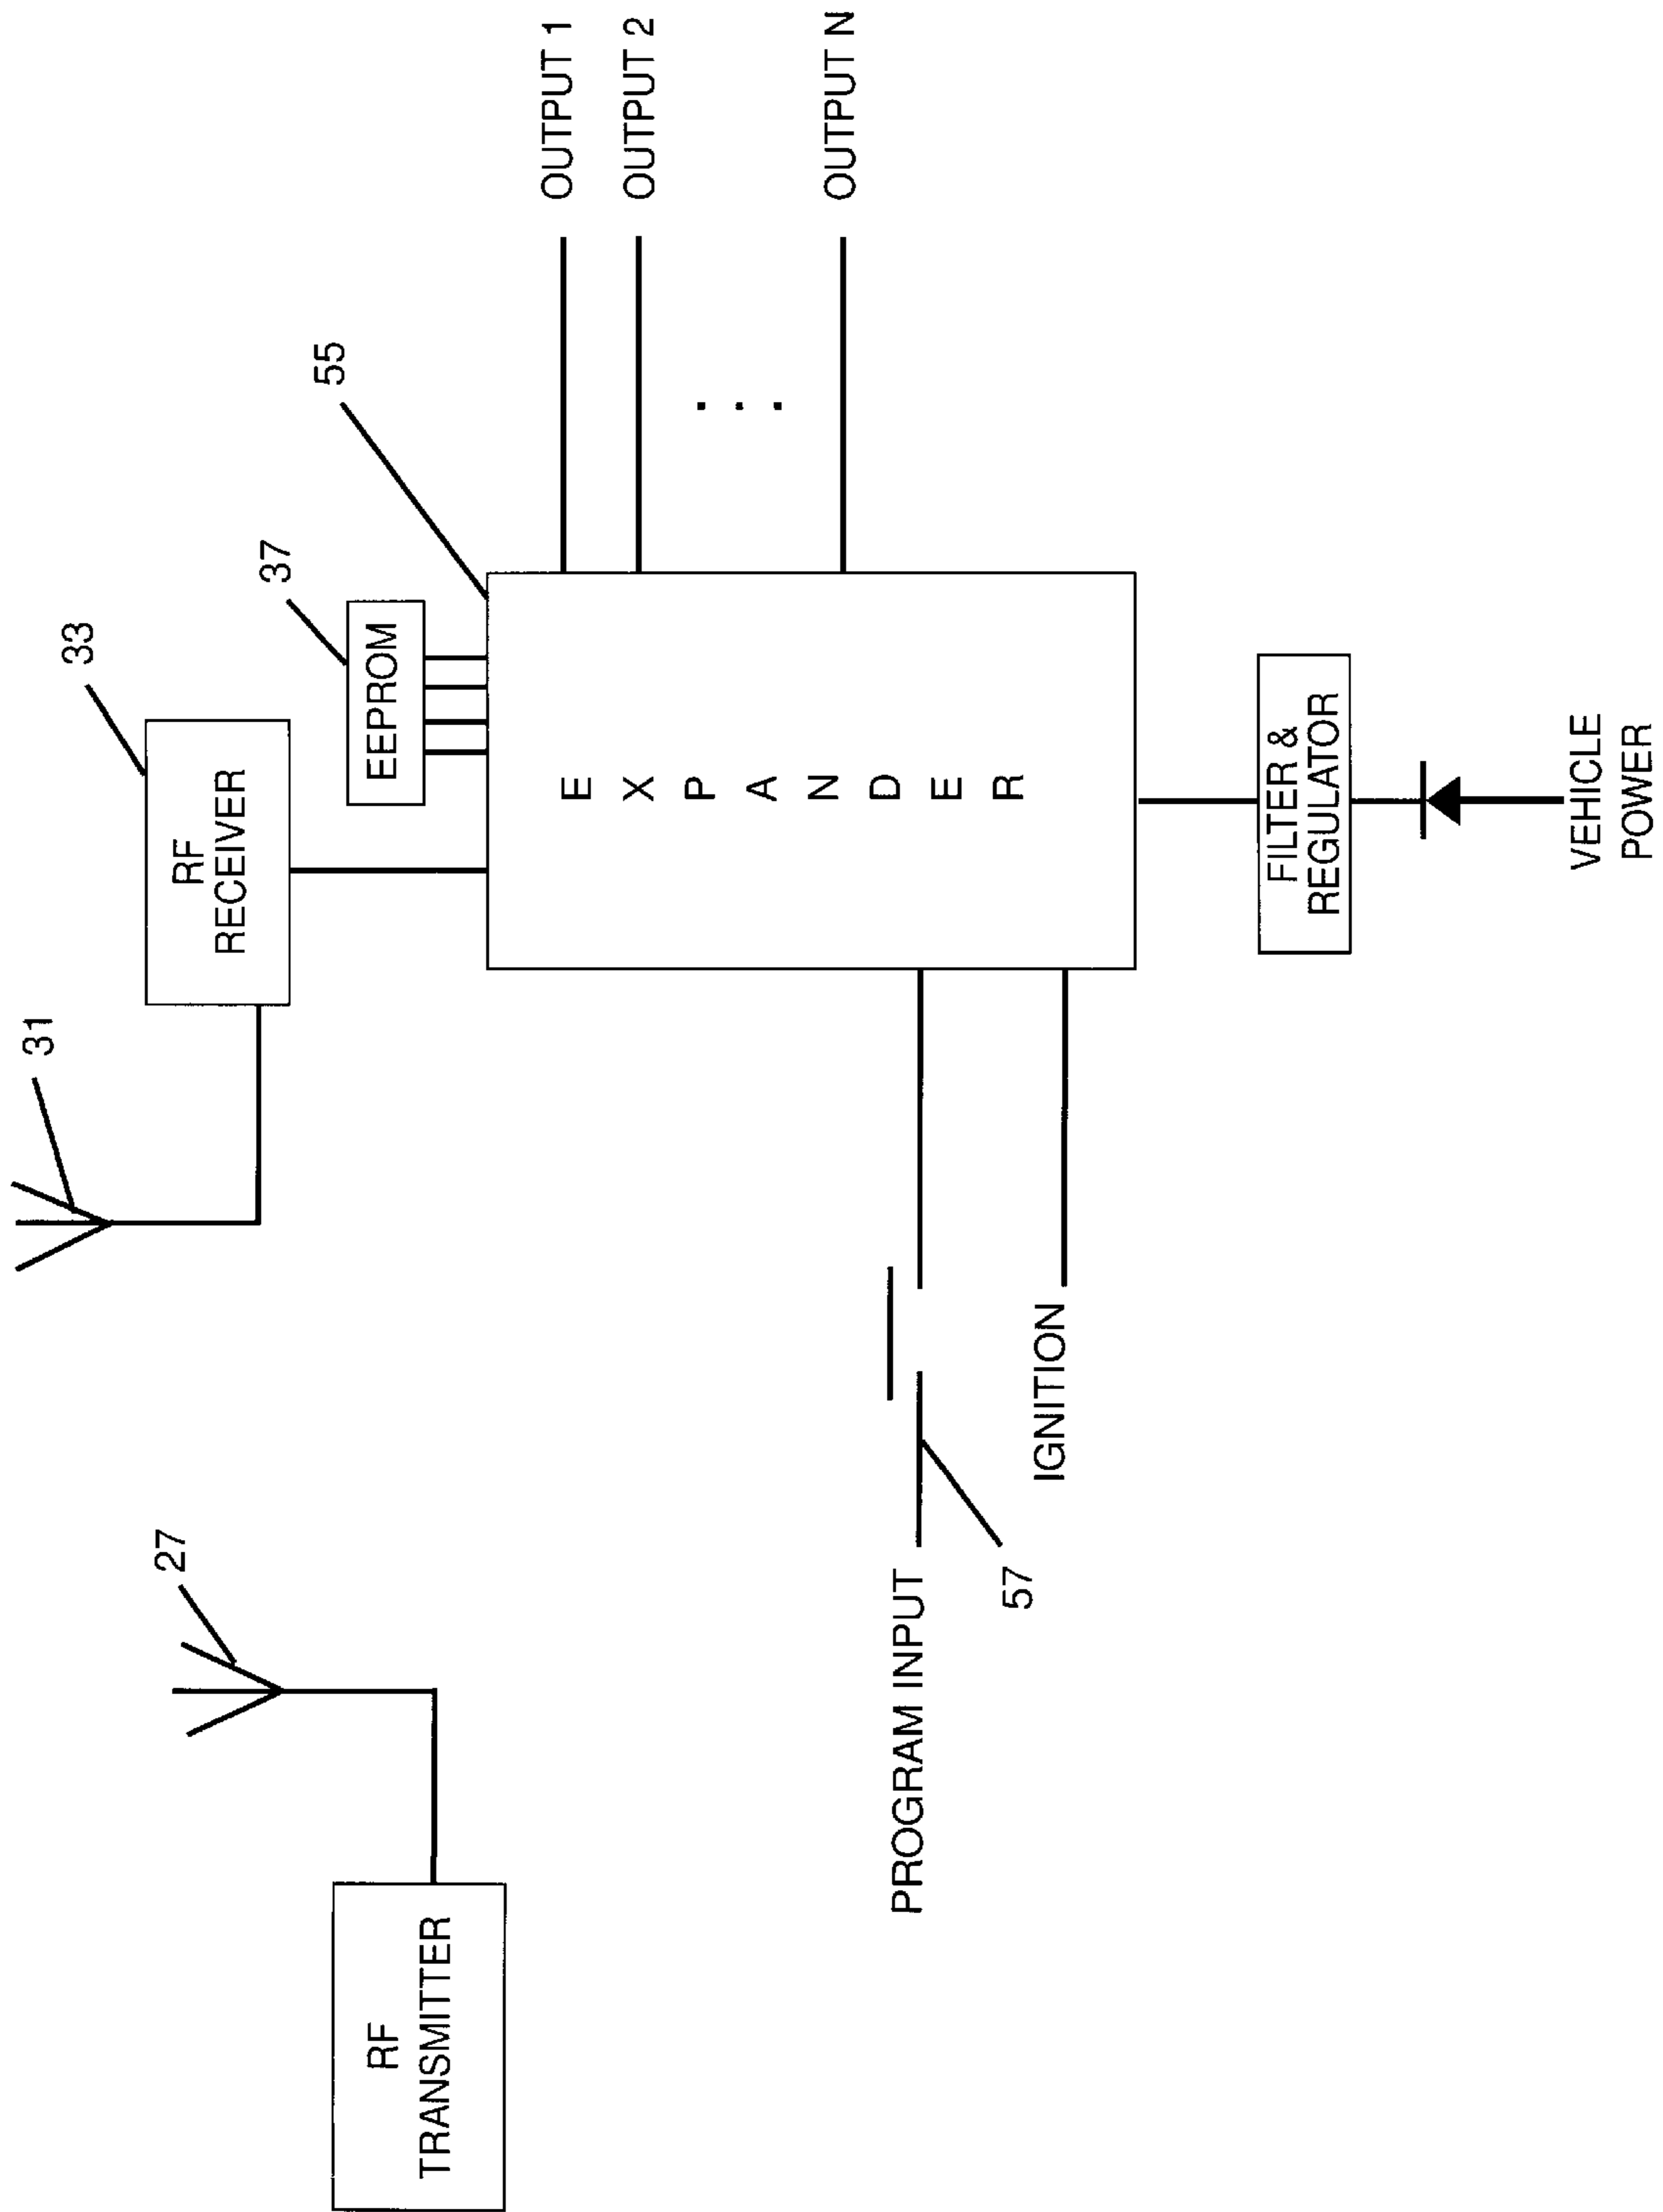 31
33
RF
RECEIVER
27
37
EEPROM
55
RF
TRANSMITTER
EXPANDER
OUTPUT 1
OUTPUT 2
. . .
OUTPUT N
PROGRAM INPUT
57
IGNITION
FILTER &
REGULATOR
VEHICLE
POWER